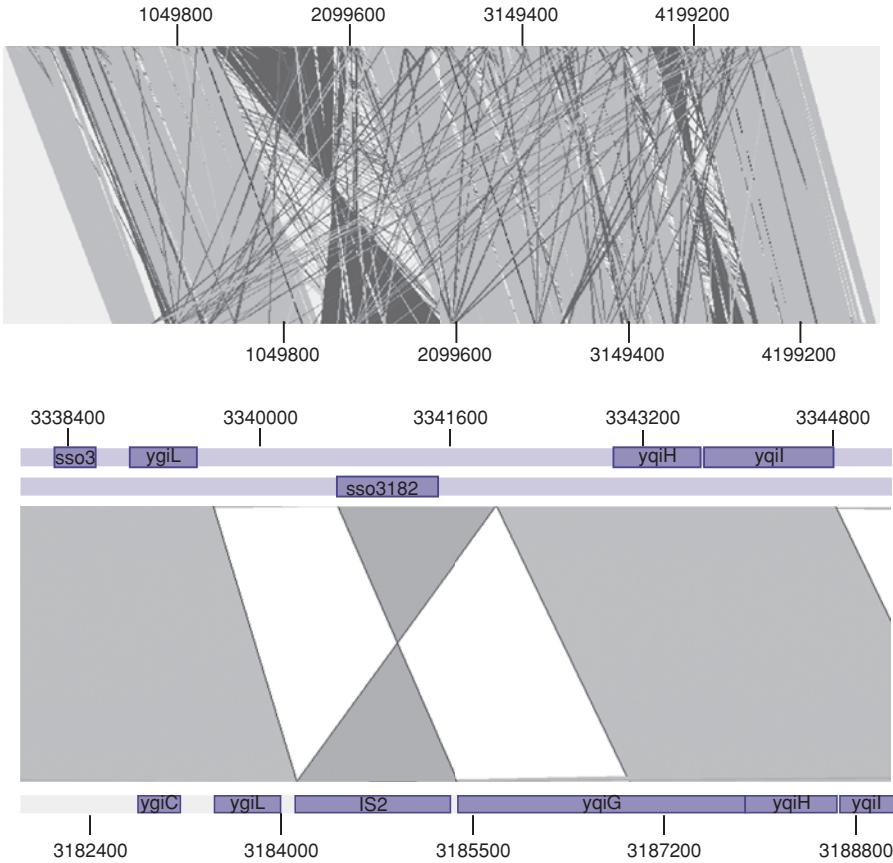 1049800 2099600 3149400 4199200
1049800 2099600 3149400 4199200
3338400 3340000 3341600 3343200 3344800
sso3 ygiL yqiH yqiI
sso3182
ygiC ygiL IS2 yqiG yqiH yqiI
3182400 3184000 3185500 3187200 3188800